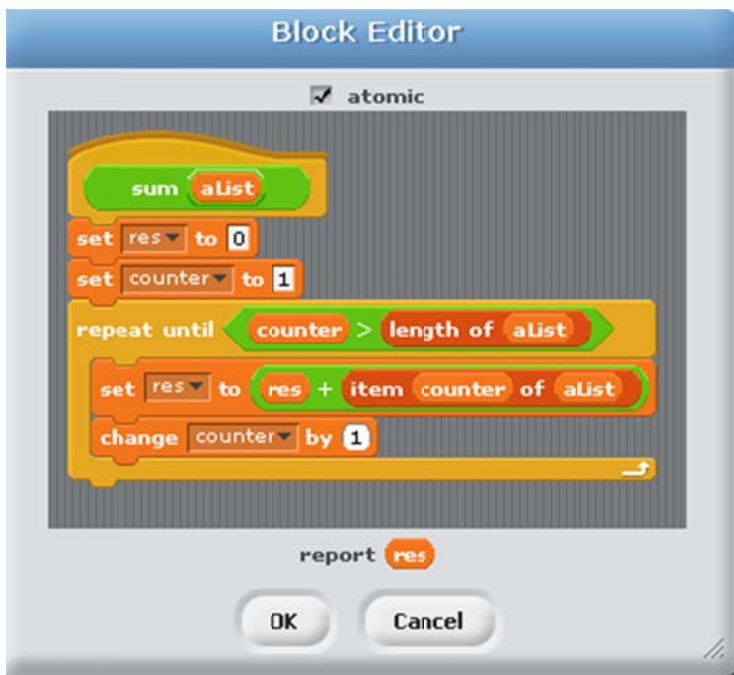 Block Editor
atomic
sum aList
set res to 0
set counter to 1
repeat until counter > length of aList
set res to res + item counter of aList
change counter by 1
report res
OK Cancel